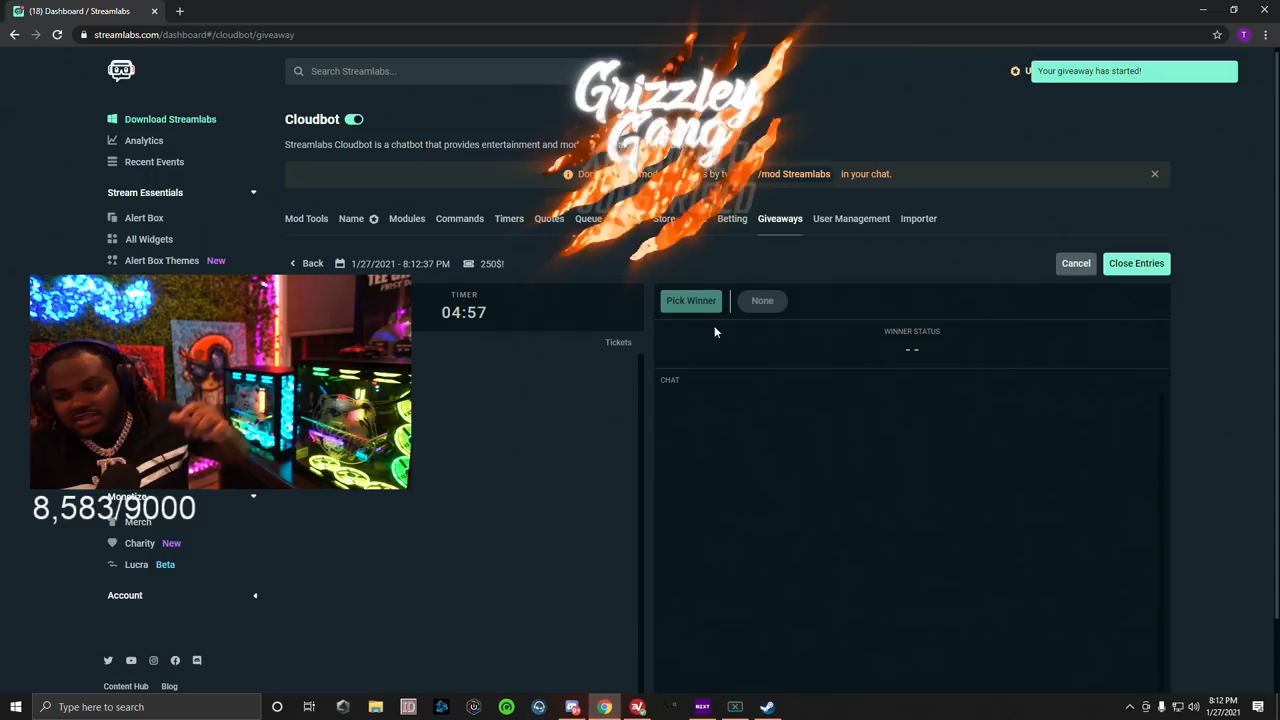 (18) Dashboard / Streamlabs
streamlabs.com/dashboard#/cloudbot/giveaway
Search Streamlabs...
Grizzley
Gang
Your giveaway has started!
Download Streamlabs
Analytics
Recent Events
Stream Essentials
Alert Box
All Widgets
Alert Box Themes New
Cloudbot
Streamlabs Cloudbot is a chatbot that provides entertainment and
/mod Streamlabs in your chat.
Mod Tools Name Modules Commands Timers Quotes Queue Store Betting Giveaways User Management Importer
Back 1/27/2021 - 8:12:37 PM 250$!
Cancel Close Entries
TIMER
04:57
Tickets
Pick Winner None
WINNER STATUS
- -
CHAT
Monetize
8,583/9000
Merch
Charity New
Lucra Beta
Account
Content Hub Blog
Type here to search
NZXT
8:12 PM
1/27/2021